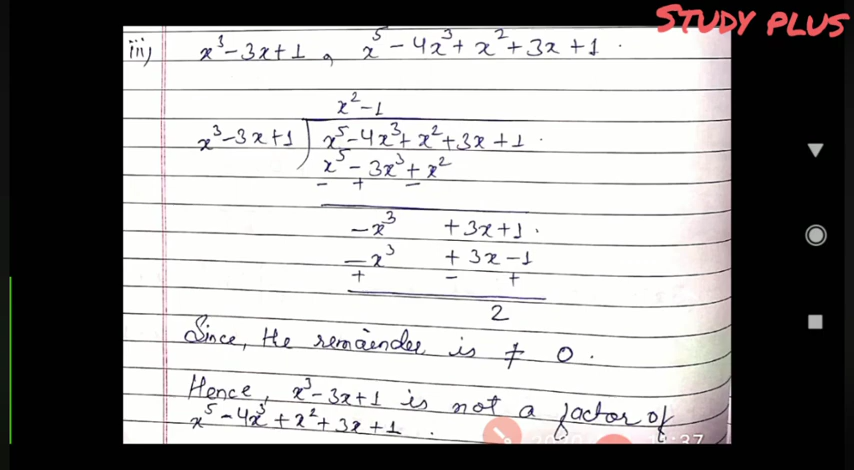 STUDY PLUS
iii) x³-3x+1, x⁵-4x³+x²+3x+1.
x²-1
x³-3x+1) x⁵-4x³+x²+3x+1.
x⁵-3x³+x²
- + -
-x³ +3x+1.
-x³ +3x-1
+ - +
2
Since, the remainder is ≠ 0.
Hence, x³-3x+1 is not a factor of
x⁵-4x³+x²+3x+1.